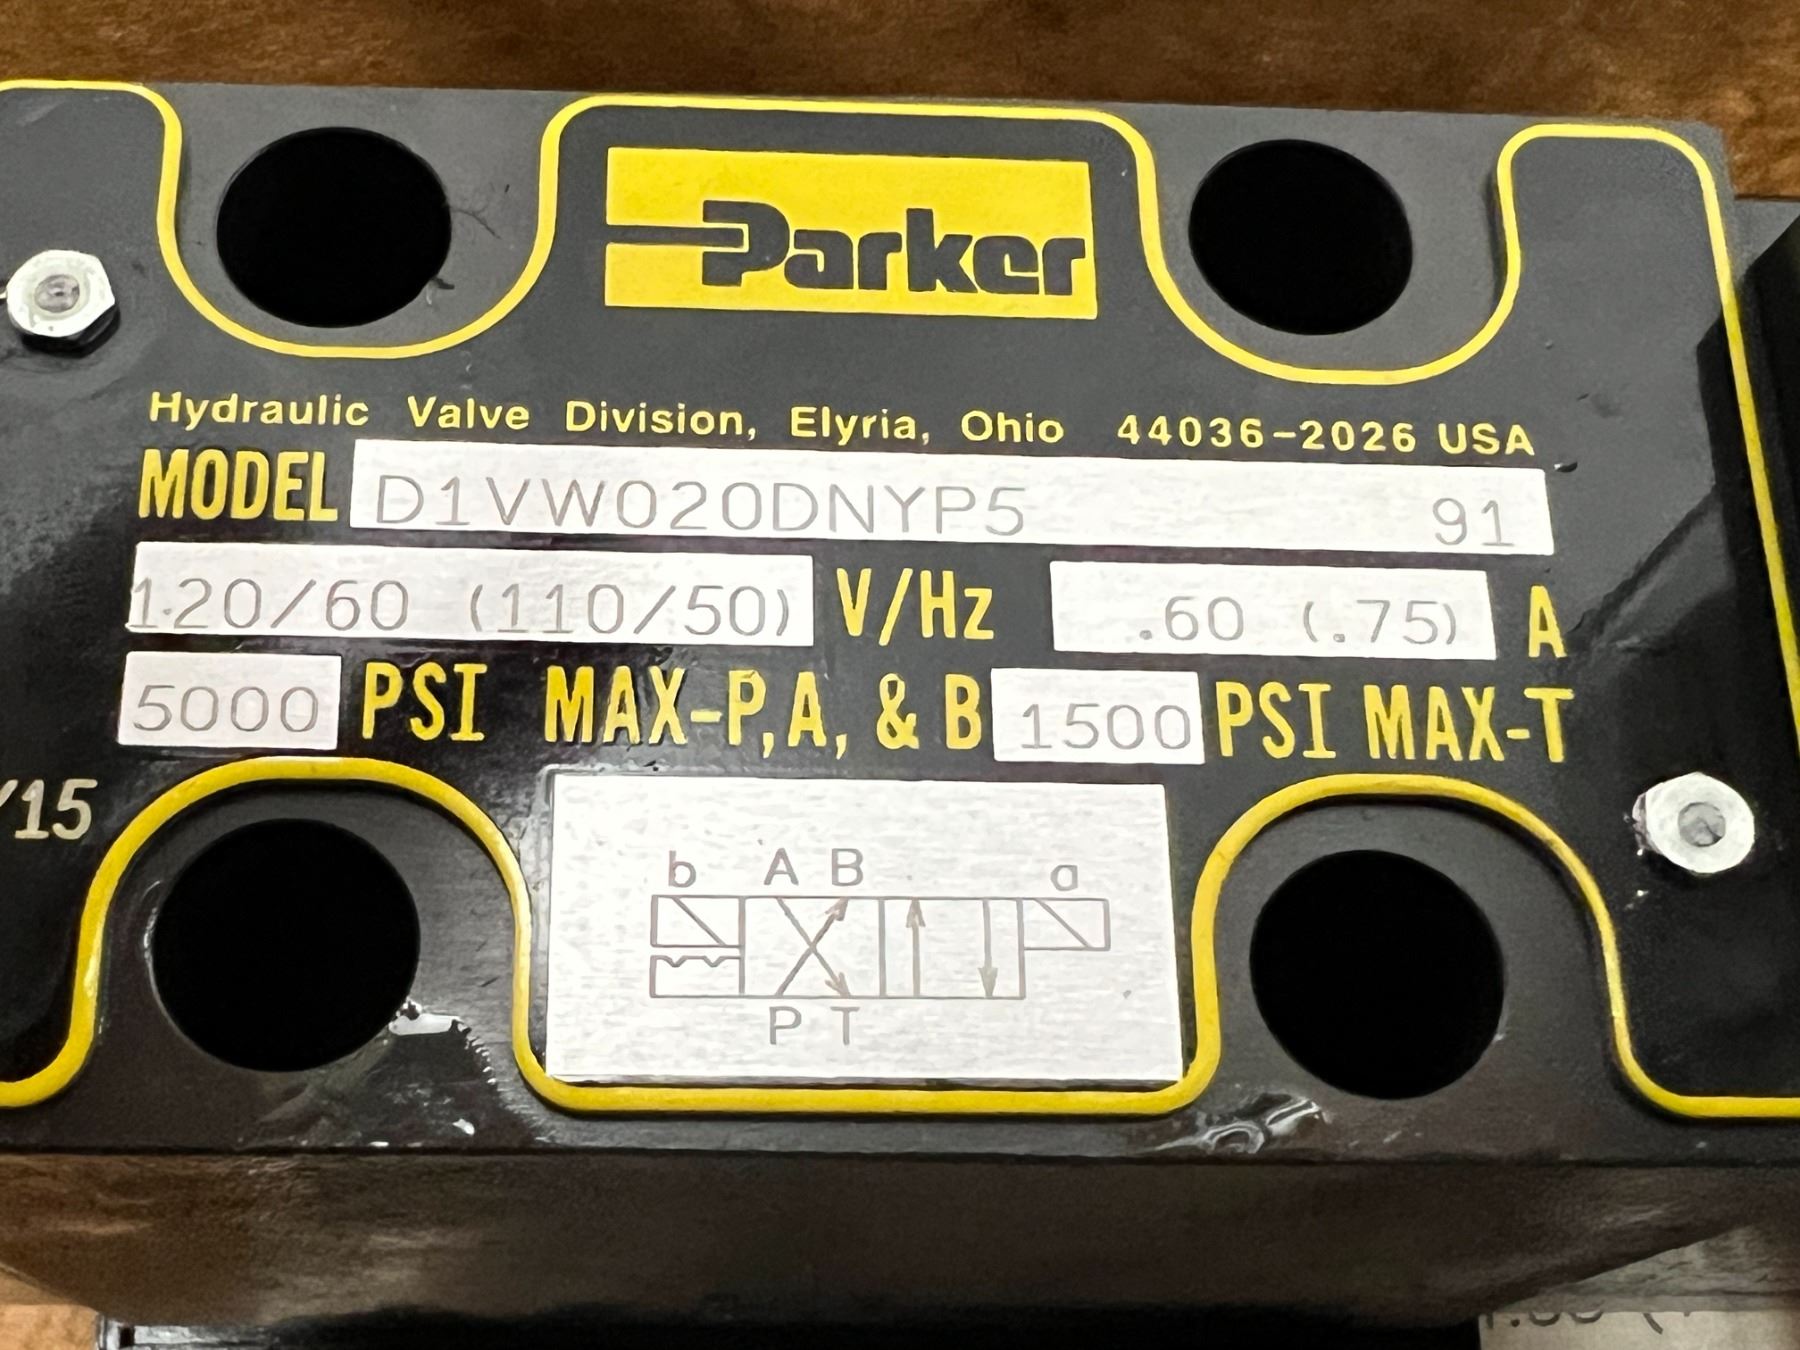 Parker
Hydraulic Valve Division, Elyria, Ohio 44036-2026 USA
MODEL D1VW020DNYP5 91
120/60 (110/50) V/Hz .60 (.75) A
5000 PSI MAX-P,A, & B 1500 PSI MAX-T
/15
b A B a
P T